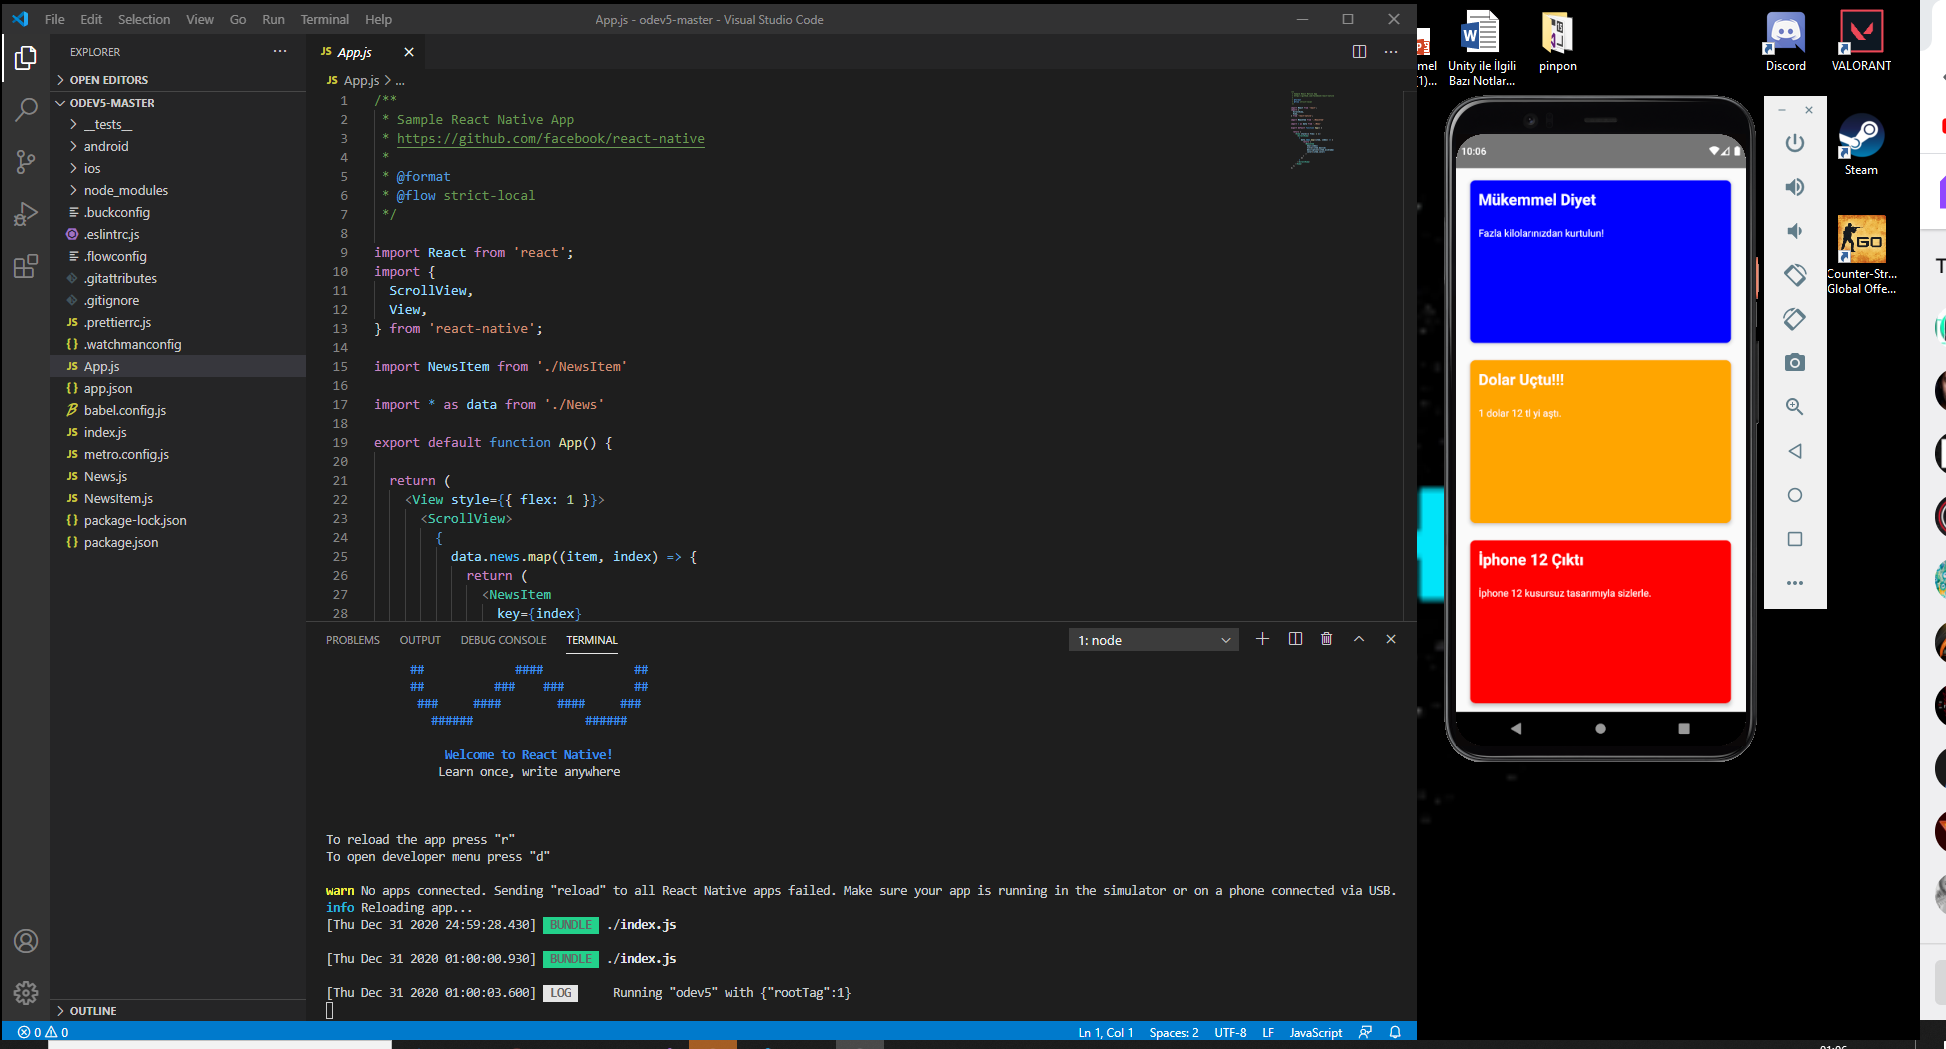 File Edit Selection View Go Run Terminal Help
App.js - odev5-master - Visual Studio Code
EXPLORER
OPEN EDITORS
ODEV5-MASTER
__tests__
android
ios
node_modules
.buckconfig
.eslintrc.js
.flowconfig
.gitattributes
.gitignore
.prettierrc.js
.watchmanconfig
App.js
app.json
babel.config.js
index.js
metro.config.js
News.js
NewsItem.js
package-lock.json
package.json
OUTLINE
JS App.js
JS App.js > ...
1 /**
2 * Sample React Native App
3 * https://github.com/facebook/react-native
4 *
5 * @format
6 * @flow strict-local
7 */
8
9 import React from 'react';
10 import {
11 ScrollView,
12 View,
13 } from 'react-native';
14
15 import NewsItem from './NewsItem'
16
17 import * as data from './News'
18
19 export default function App() {
20
21 return (
22 <View style={{ flex: 1 }}>
23 <ScrollView>
24 {
25 data.news.map((item, index) => {
26 return (
27 <NewsItem
28 key={index}
PROBLEMS OUTPUT DEBUG CONSOLE TERMINAL
1: node
## #### ##
## ### ### ##
### #### #### ###
###### ######
Welcome to React Native!
Learn once, write anywhere
To reload the app press "r"
To open developer menu press "d"
warn No apps connected. Sending "reload" to all React Native apps failed. Make sure your app is running in the simulator or on a phone connected via USB.
info Reloading app...
[Thu Dec 31 2020 24:59:28.430] BUNDLE ./index.js
[Thu Dec 31 2020 01:00:00.930] BUNDLE ./index.js
[Thu Dec 31 2020 01:00:03.600] LOG Running "odev5" with {"rootTag":1}
0 0
Ln 1, Col 1 Spaces: 2 UTF-8 LF JavaScript
Unity ile İlgili
Bazı Notlar...
pinpon
Discord
VALORANT
Steam
GO
Counter-Str...
Global Offe...
10:06
Mükemmel Diyet
Fazla kilolarınızdan kurtulun!
Dolar Uçtu!!!
1 dolar 12 tl yi aştı.
İphone 12 Çıktı
İphone 12 kusursuz tasarımıyla sizlerle.